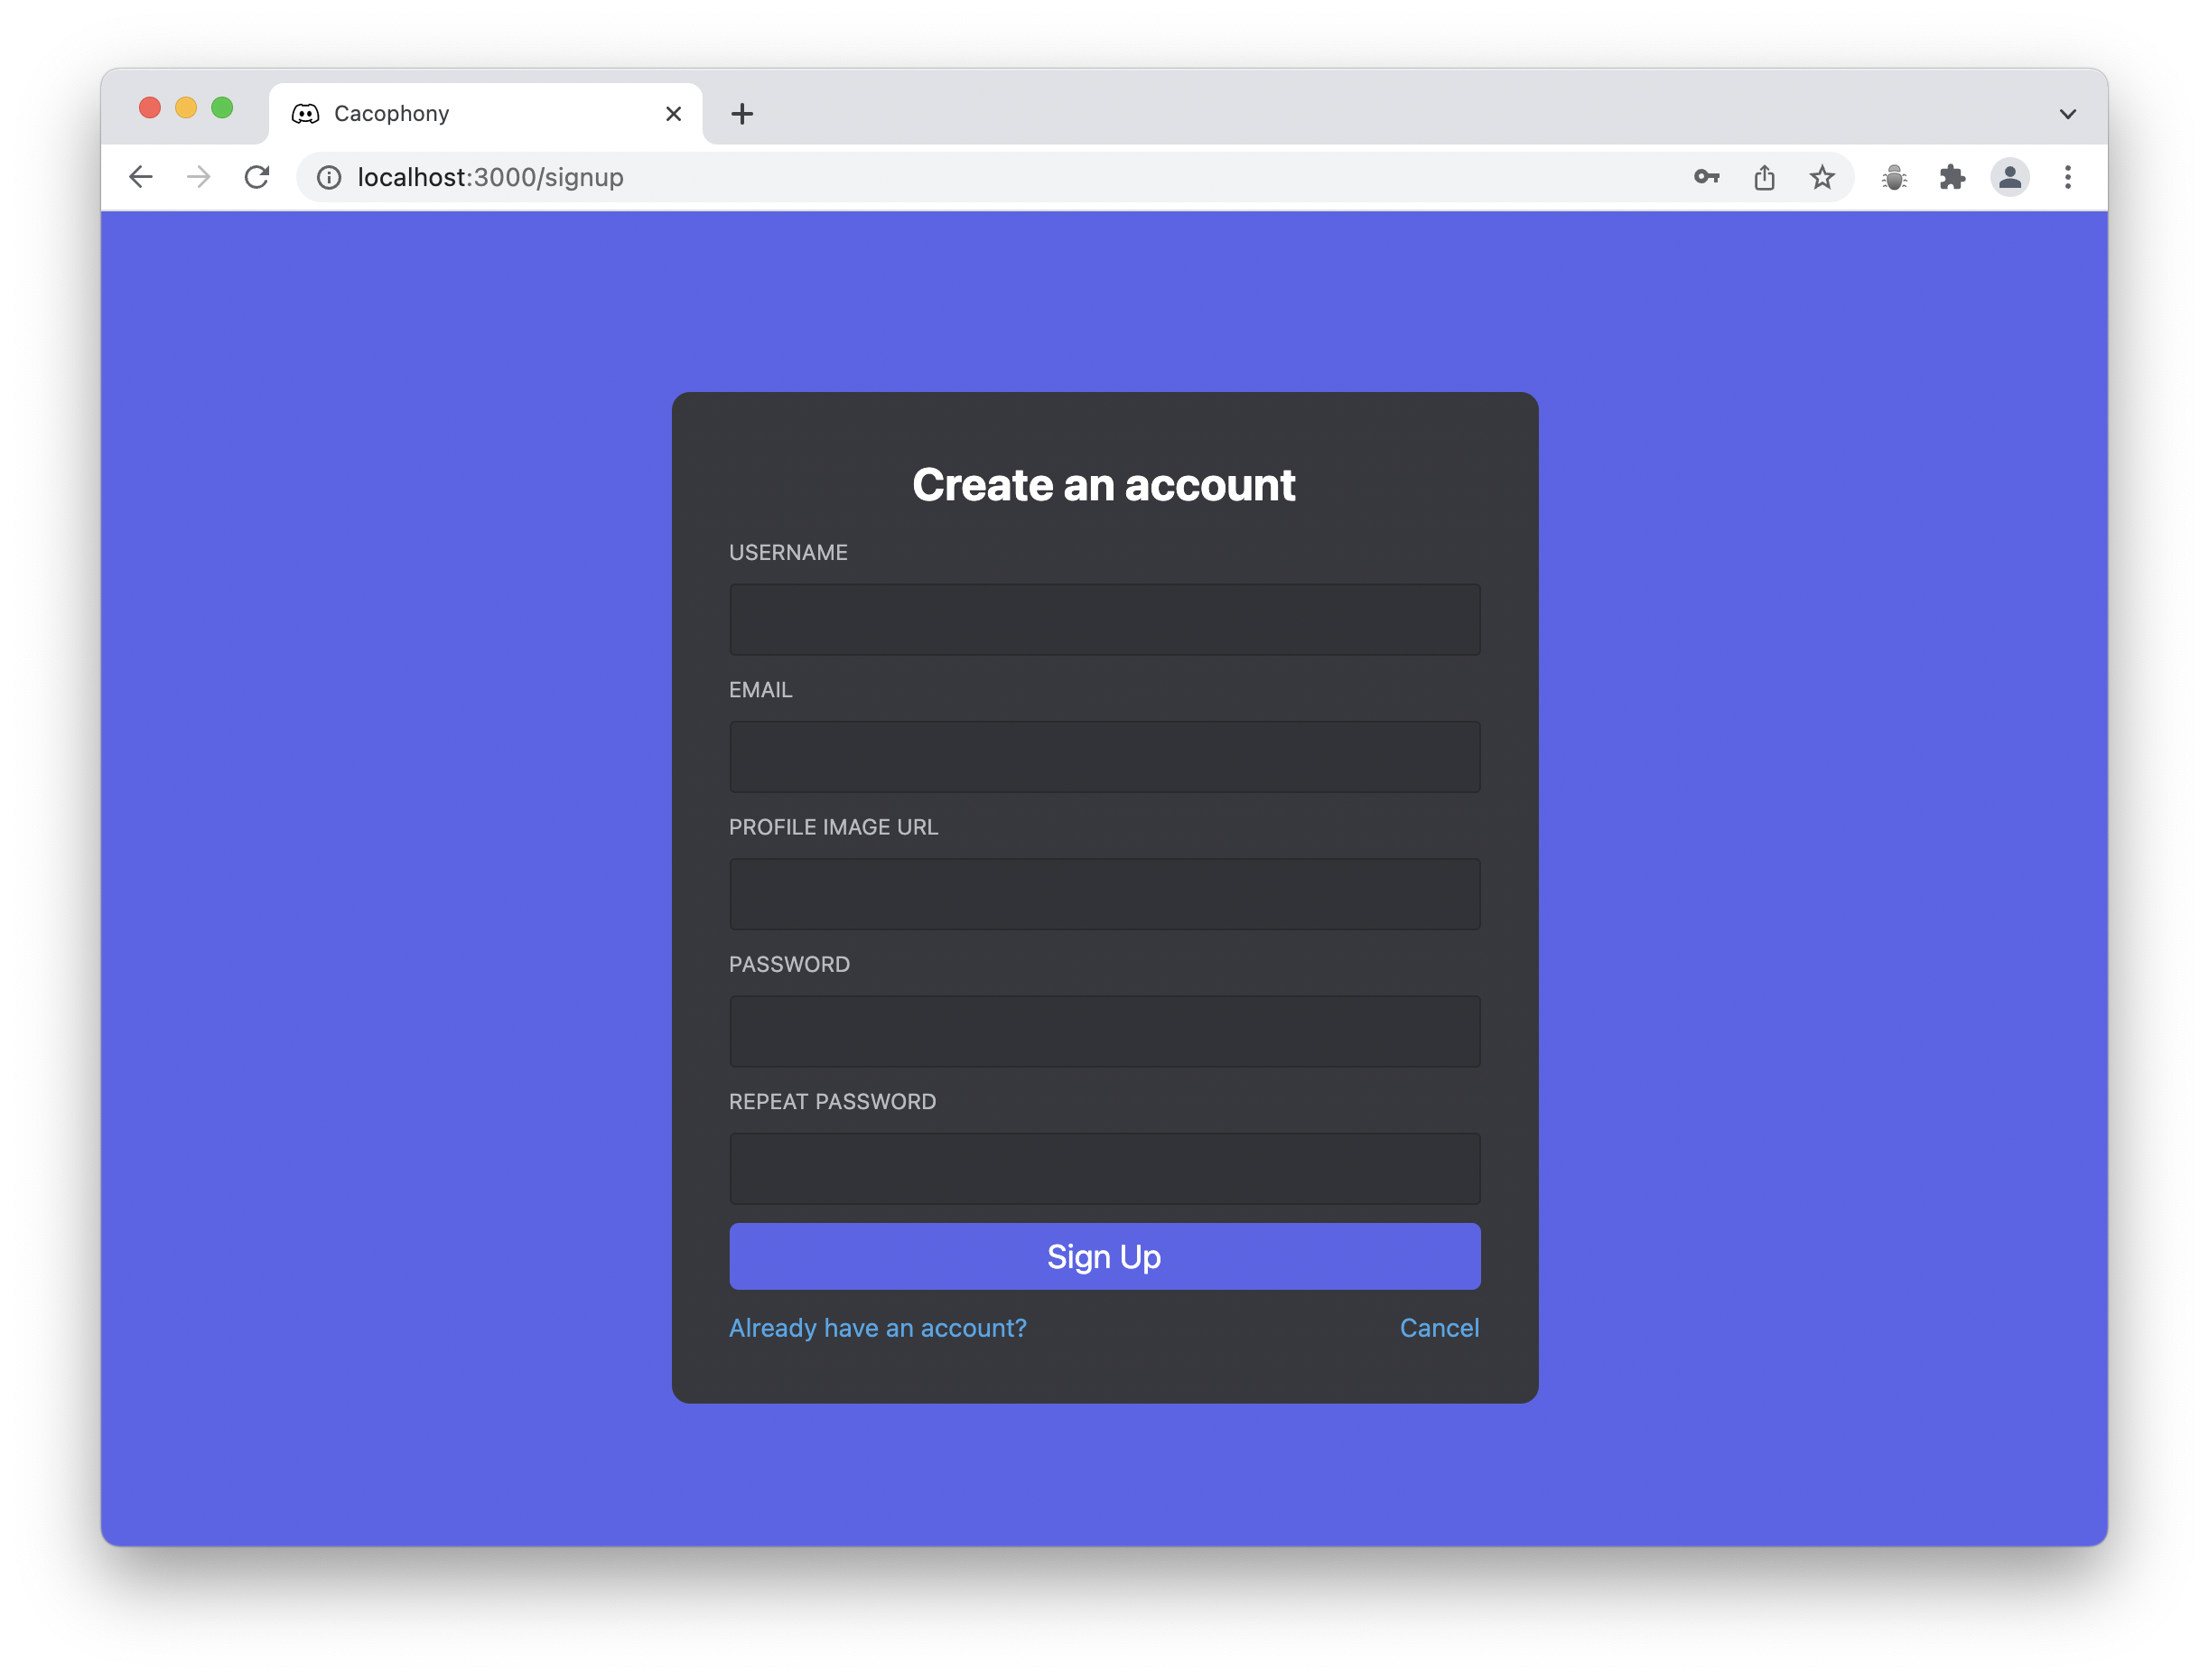 Cacophony
localhost:3000/signup
Create an account
USERNAME
EMAIL
PROFILE IMAGE URL
PASSWORD
REPEAT PASSWORD
Sign Up
Already have an account? Cancel